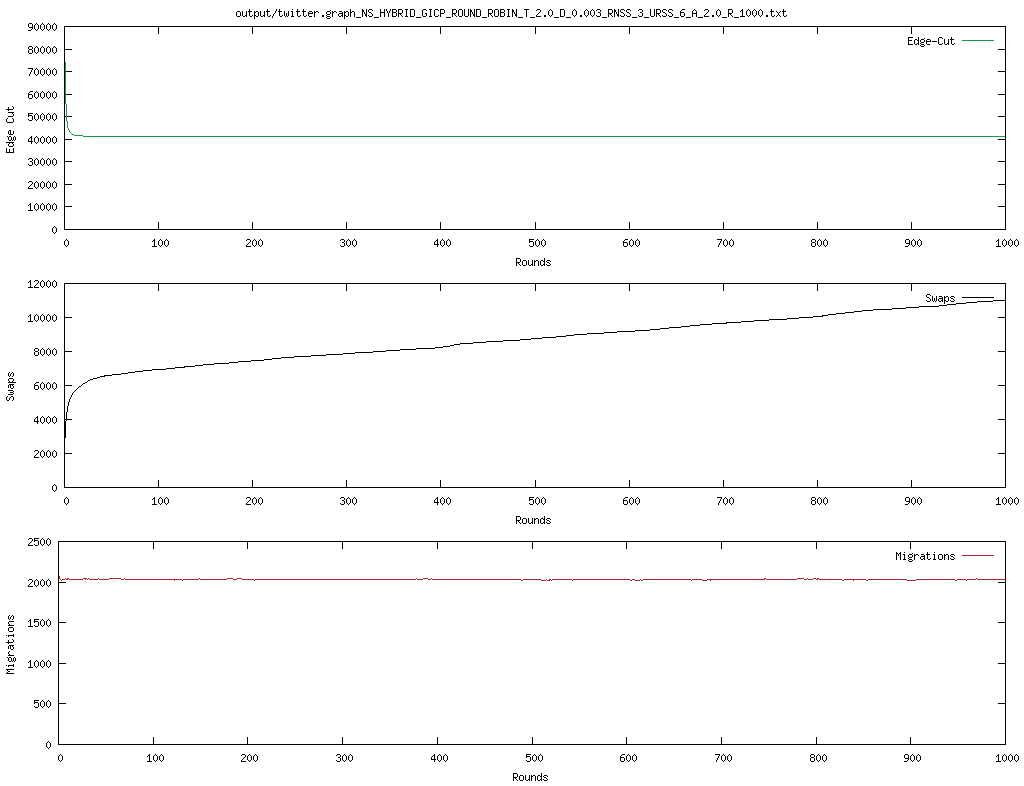 output/twitter.graph_NS_HYBRID_GICP_ROUND_ROBIN_T_2.0_D_0.003_RNSS_3_URSS_6_A_2.0_R_1000.txt
90000
80000
70000
60000
50000
40000
30000
20000
10000
0
Edge Cut
Edge-Cut
0 100 200 300 400 500 600 700 800 900 1000
Rounds
12000
10000
8000
6000
4000
2000
0
Swaps
Swaps
0 100 200 300 400 500 600 700 800 900 1000
Rounds
2500
2000
1500
1000
500
0
Migrations
Migrations
0 100 200 300 400 500 600 700 800 900 1000
Rounds